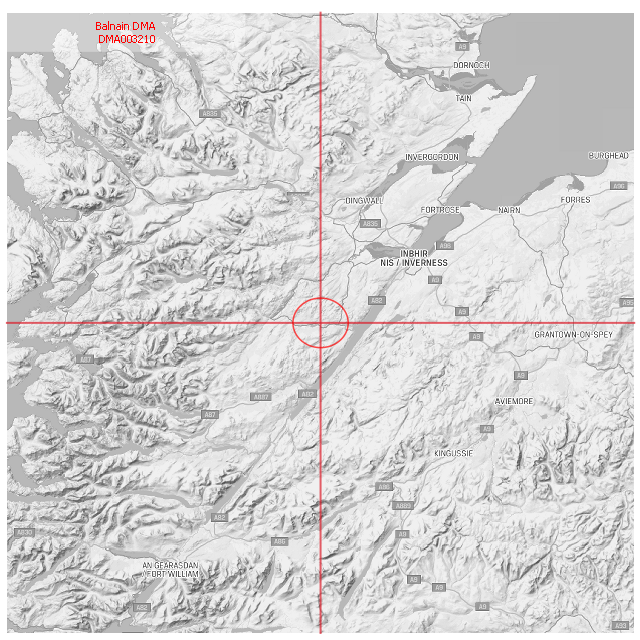 Balnain DMA
DMA003210
A9
DORNOCH
TAIN
A835
INVERGORDON
BURGHEAD
A96
DINGWALL
FORTROSE
NAIRN
FORRES
A835
INBHIR
NIS / INVERNESS
A96
A9
A82
A9
A95
A9
GRANTOWN-ON-SPEY
A87
A9
A887
A82
AVIEMORE
A87
A9
KINGUSSIE
A86
A889
A82
A830
A9
A86
AN GEARASDAN
/ FORT WILLIAM
A9
A9
A82
A9
A93